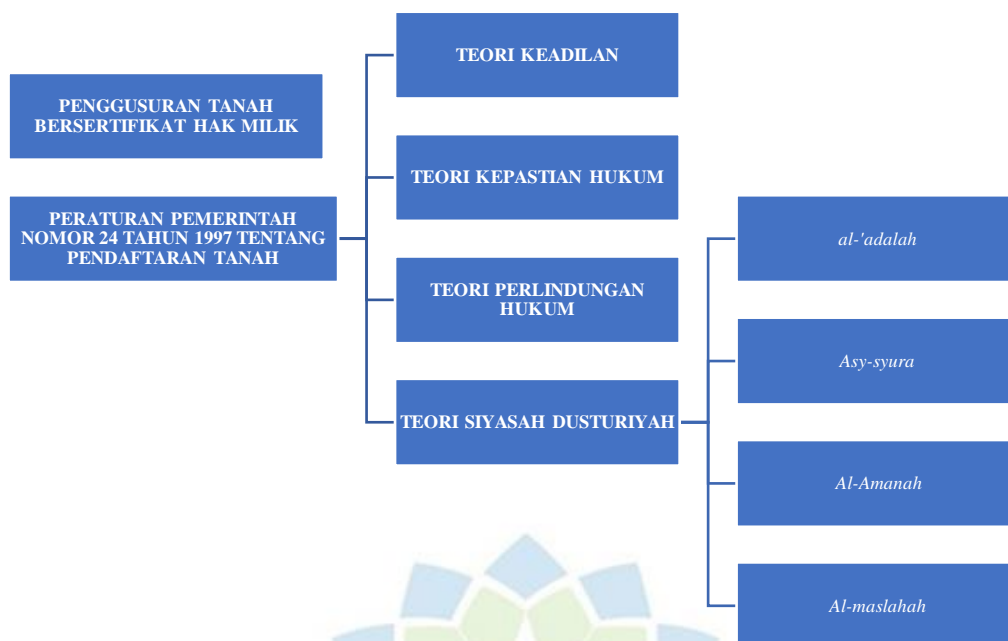 PENGGUSURAN TANAH
BERSERTIFIKAT HAK MILIK
PERATURAN PEMERINTAH
NOMOR 24 TAHUN 1997 TENTANG
PENDAFTARAN TANAH
TEORI KEADILAN
TEORI KEPASTIAN HUKUM
TEORI PERLINDUNGAN
HUKUM
TEORI SIYASAH DUSTURIYAH
al-'adalah
Asy-syura
Al-Amanah
Al-maslahah